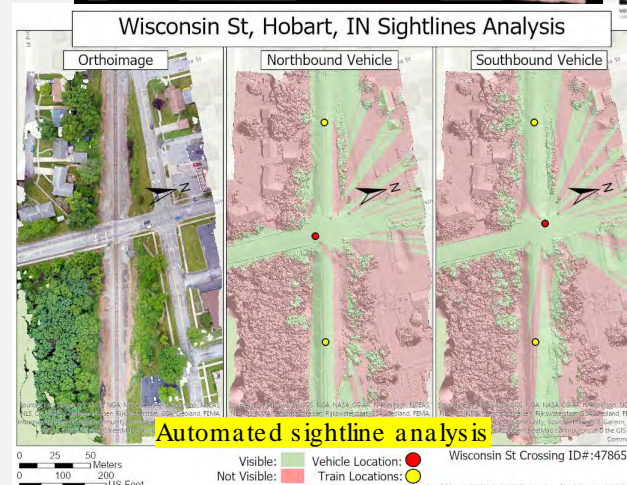 Wisconsin St, Hobart, IN Sightlines Analysis
Orthoimage
Northbound Vehicle
Southbound Vehicle
N
N
N
Automated sightline analysis
0 25 50
Meters
0 100 200
US Feet
Visible:
Not Visible:
Vehicle Location:
Train Locations:
Wisconsin St Crossing ID#:47865